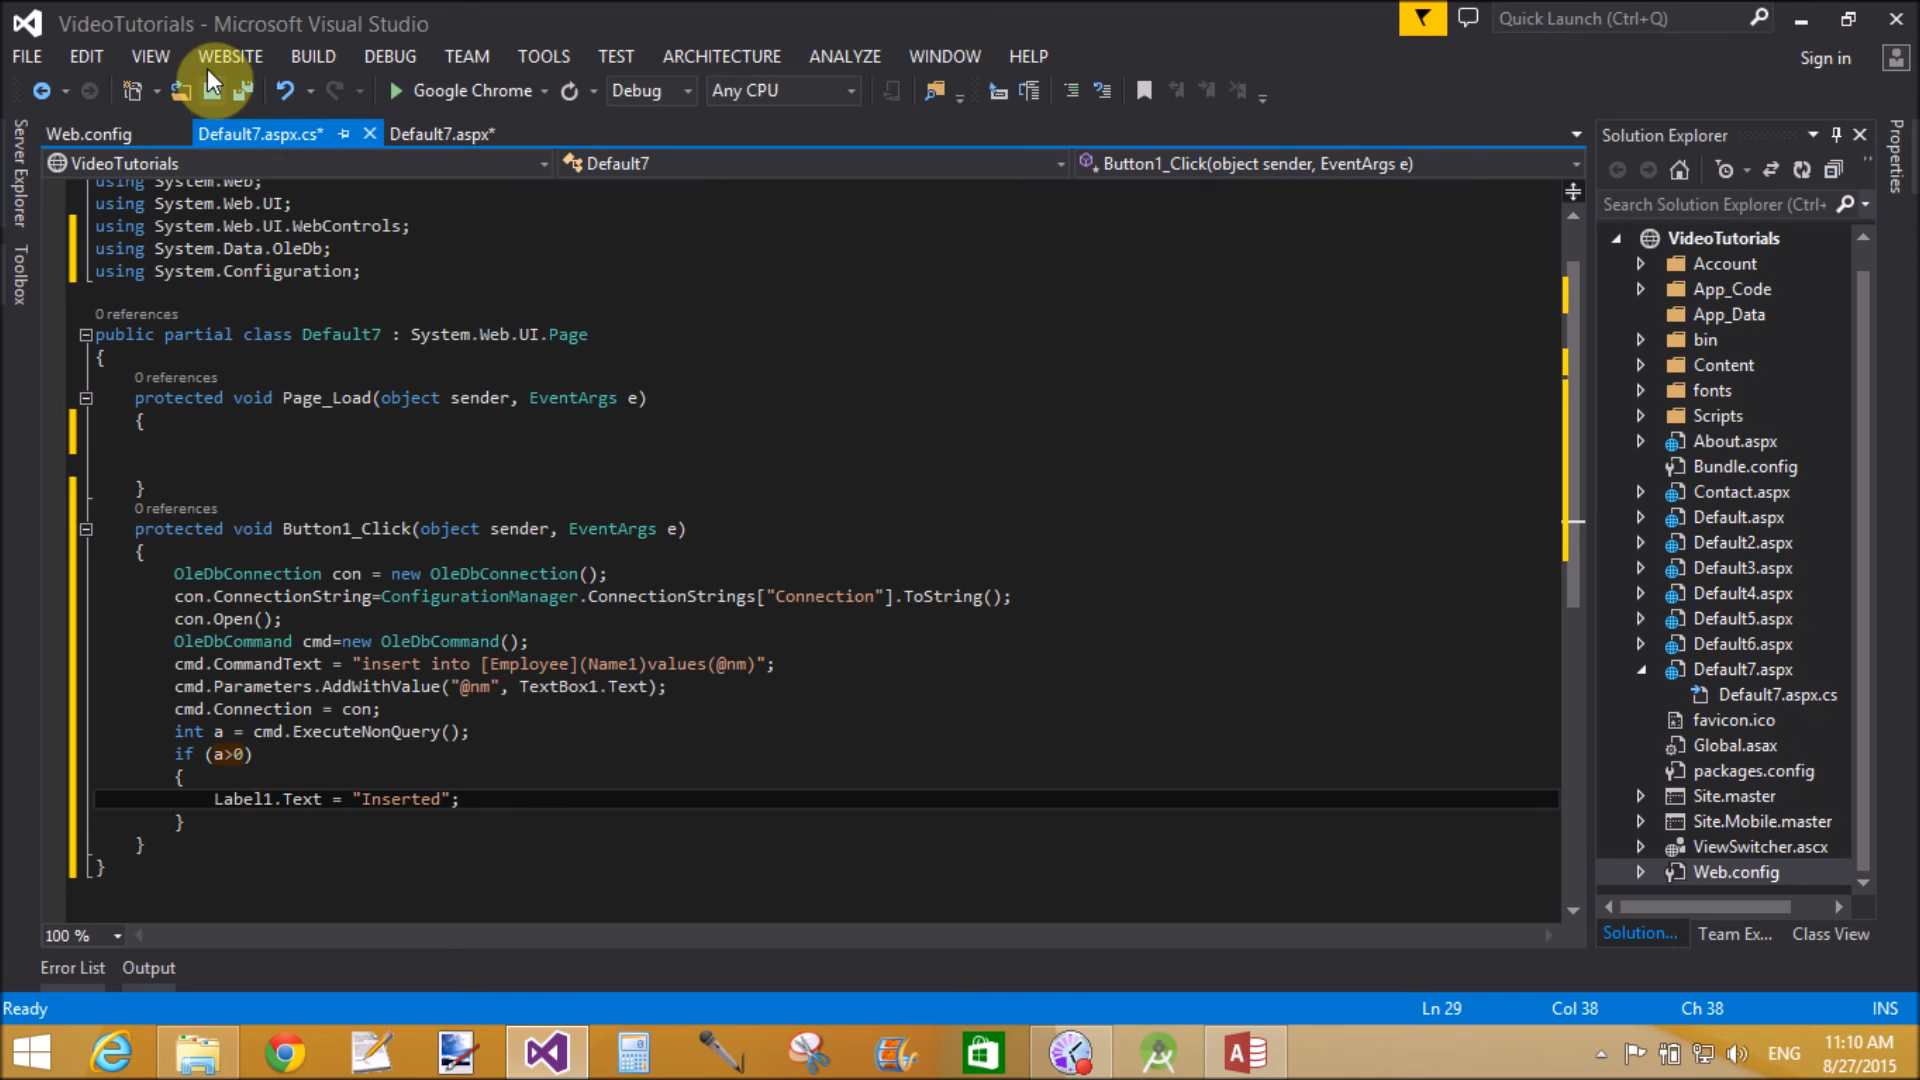 VideoTutorials - Microsoft Visual Studio
Quick Launch (Ctrl+Q)
FILE EDIT VIEW WEBSITE BUILD DEBUG TEAM TOOLS TEST ARCHITECTURE ANALYZE WINDOW HELP
Sign in
Google Chrome Debug Any CPU
Web.config Default7.aspx.cs* Default7.aspx*
VideoTutorials Default7 Button1_Click(object sender, EventArgs e)
Server Explorer
Toolbox
using System.Web;
using System.Web.UI;
using System.Web.UI.WebControls;
using System.Data.OleDb;
using System.Configuration;
0 references
public partial class Default7 : System.Web.UI.Page
{
0 references
protected void Page_Load(object sender, EventArgs e)
{
}
0 references
protected void Button1_Click(object sender, EventArgs e)
{
OleDbConnection con = new OleDbConnection();
con.ConnectionString=ConfigurationManager.ConnectionStrings["Connection"].ToString();
con.Open();
OleDbCommand cmd=new OleDbCommand();
cmd.CommandText = "insert into [Employee](Name1)values(@nm)";
cmd.Parameters.AddWithValue("@nm", TextBox1.Text);
cmd.Connection = con;
int a = cmd.ExecuteNonQuery();
if (a>0)
{
Label1.Text = "Inserted";
}
}
}
100 %
Error List Output
Solution Explorer
Search Solution Explorer (Ctrl+
VideoTutorials
Account
App_Code
App_Data
bin
Content
fonts
Scripts
About.aspx
Bundle.config
Contact.aspx
Default.aspx
Default2.aspx
Default3.aspx
Default4.aspx
Default5.aspx
Default6.aspx
Default7.aspx
Default7.aspx.cs
favicon.ico
Global.asax
packages.config
Site.master
Site.Mobile.master
ViewSwitcher.ascx
Web.config
Solution... Team Ex... Class View
Properties
Ready Ln 29 Col 38 Ch 38 INS
ENG
11:10 AM
8/27/2015